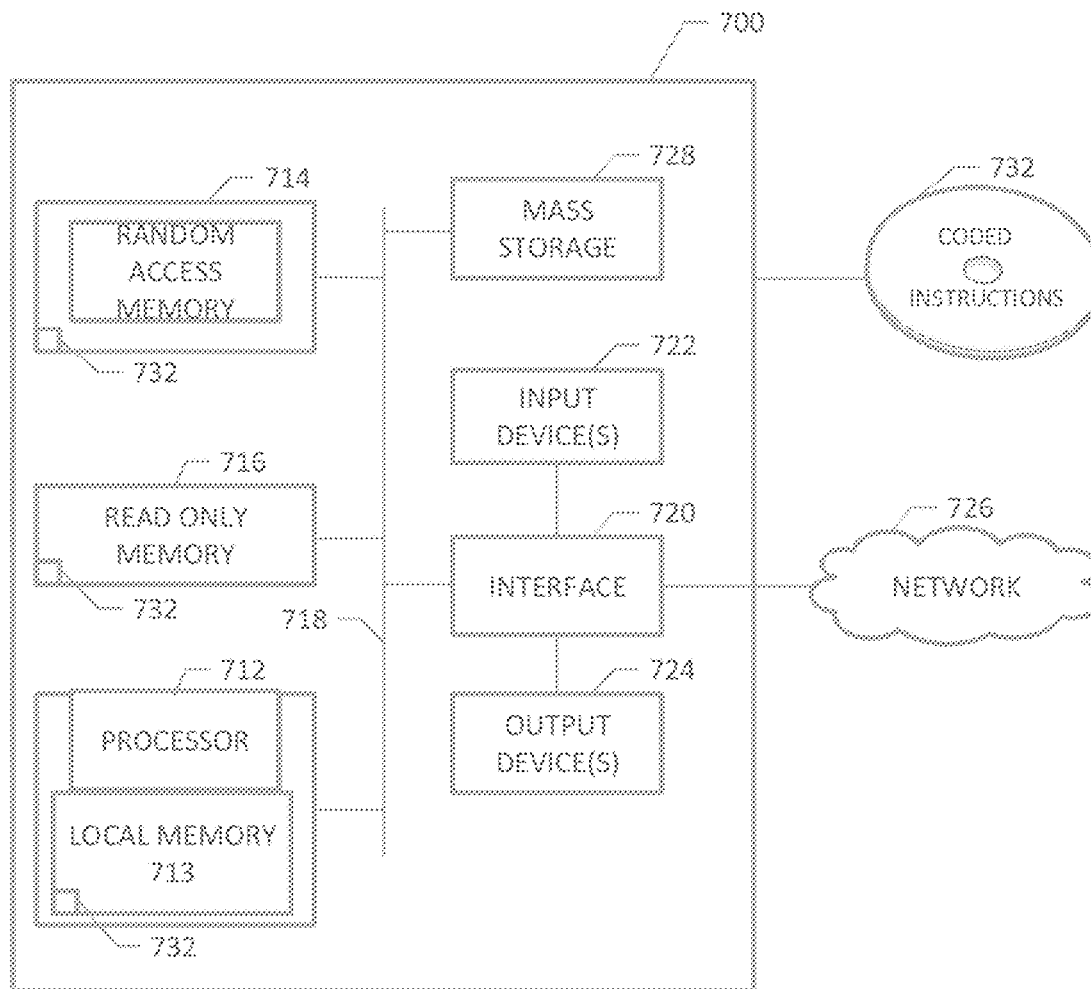 700
714
RANDOM
ACCESS
MEMORY
732
728
MASS
STORAGE
732
CODED
INSTRUCTIONS
722
INPUT
DEVICE(S)
716
READ ONLY
MEMORY
732
720
INTERFACE
726
NETWORK
718
712
PROCESSOR
LOCAL MEMORY
713
732
724
OUTPUT
DEVICE(S)